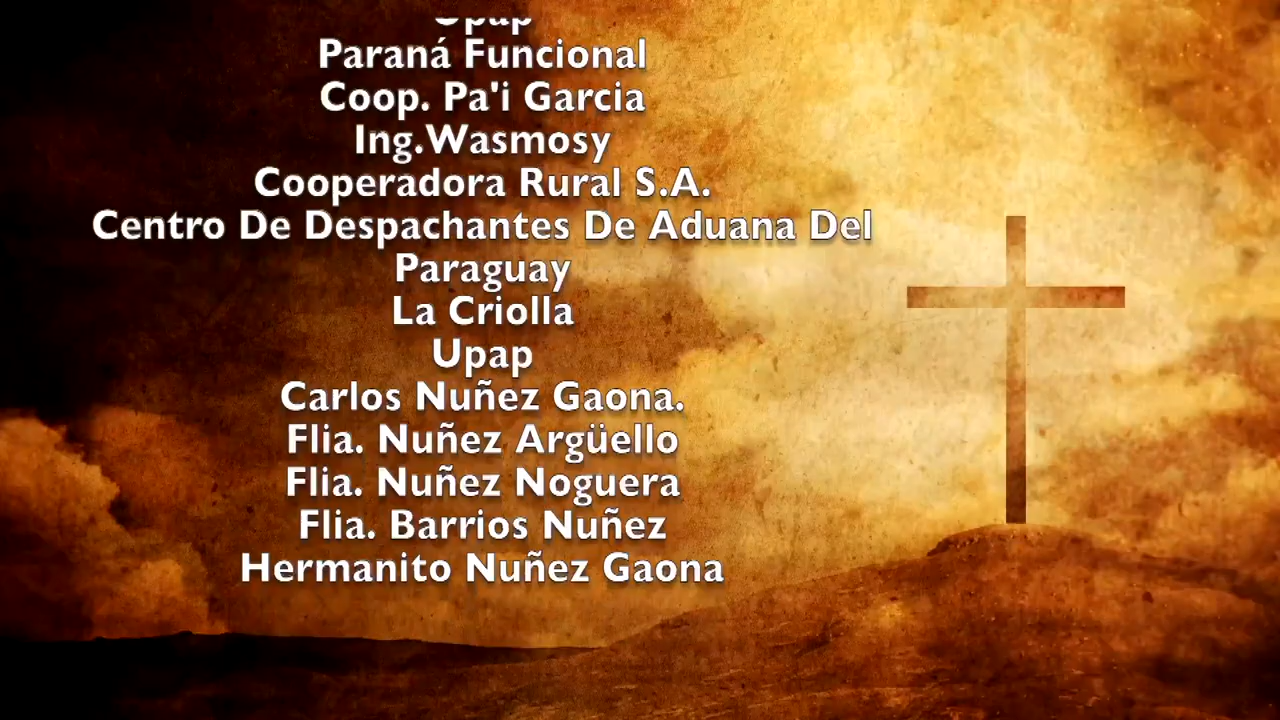 Upap
Paraná Funcional
Coop. Pa'i Garcia
Ing.Wasmosy
Cooperadora Rural S.A.
Centro De Despachantes De Aduana Del
Paraguay
La Criolla
Upap
Carlos Nuñez Gaona.
Flia. Nuñez Argüello
Flia. Nuñez Noguera
Flia. Barrios Nuñez
Hermanito Nuñez Gaona